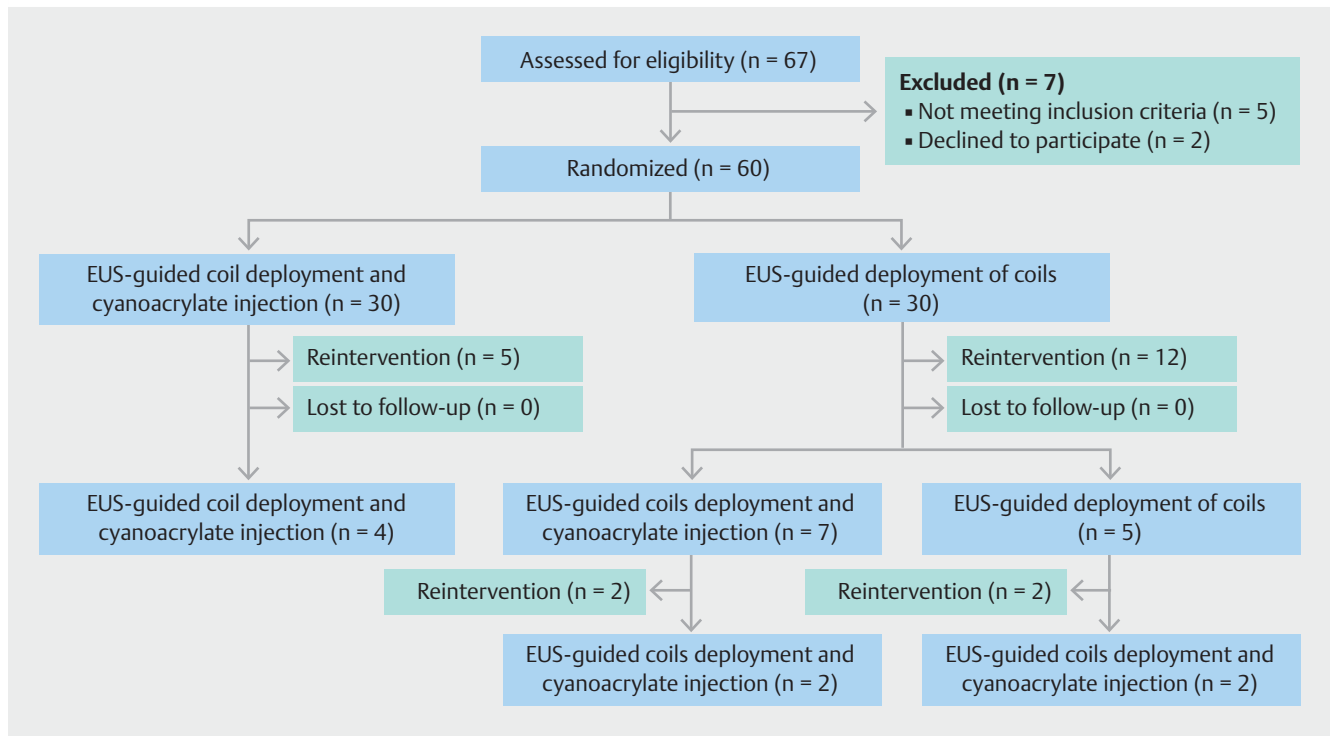 Assessed for eligibility (n = 67)
Excluded (n = 7)
▪ Not meeting inclusion criteria (n = 5)
▪ Declined to participate (n = 2)
Randomized (n = 60)
EUS-guided coil deployment and
cyanoacrylate injection (n = 30)
EUS-guided deployment of coils
(n = 30)
Reintervention (n = 5)
Lost to follow-up (n = 0)
Reintervention (n = 12)
Lost to follow-up (n = 0)
EUS-guided coil deployment and
cyanoacrylate injection (n = 4)
EUS-guided coils deployment and
cyanoacrylate injection (n = 7)
EUS-guided deployment of coils
(n = 5)
Reintervention (n = 2)
Reintervention (n = 2)
EUS-guided coils deployment and
cyanoacrylate injection (n = 2)
EUS-guided coils deployment and
cyanoacrylate injection (n = 2)